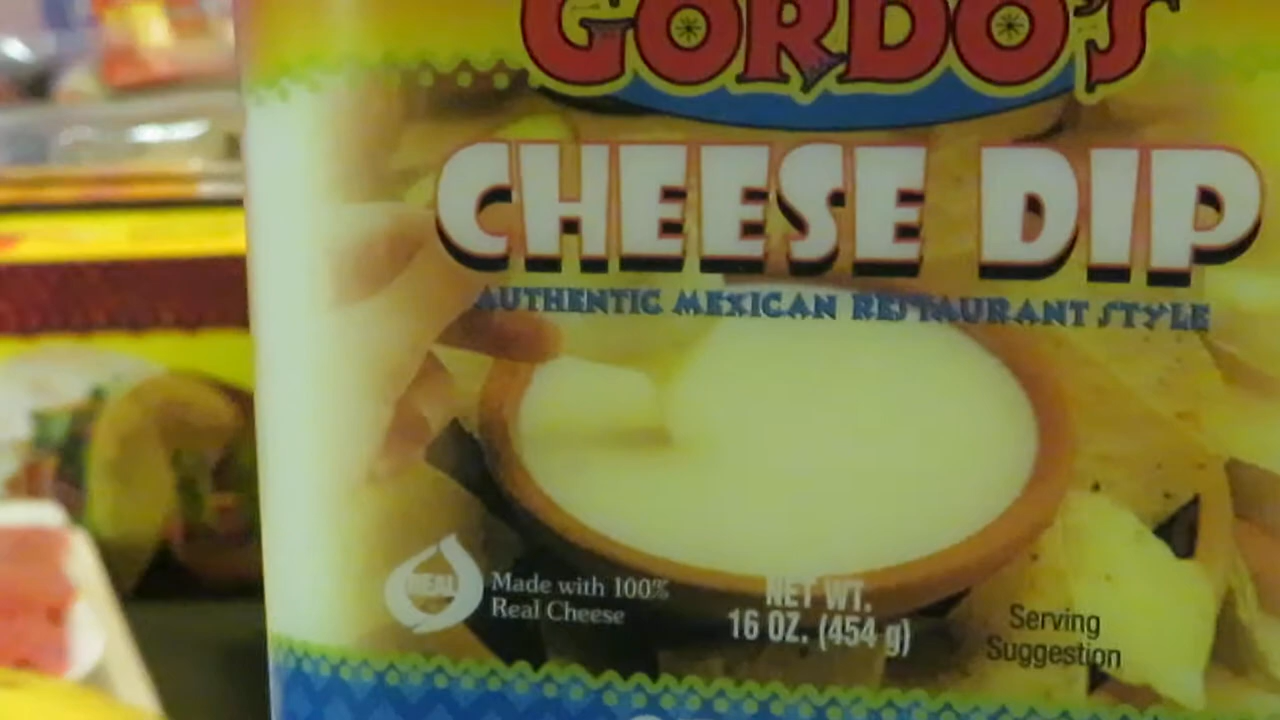 GORDO'S
CHEESE DIP
AUTHENTIC MEXICAN RESTAURANT STYLE
REAL
Made with 100%
Real Cheese
NET WT.
16 OZ. (454 g)
Serving
Suggestion